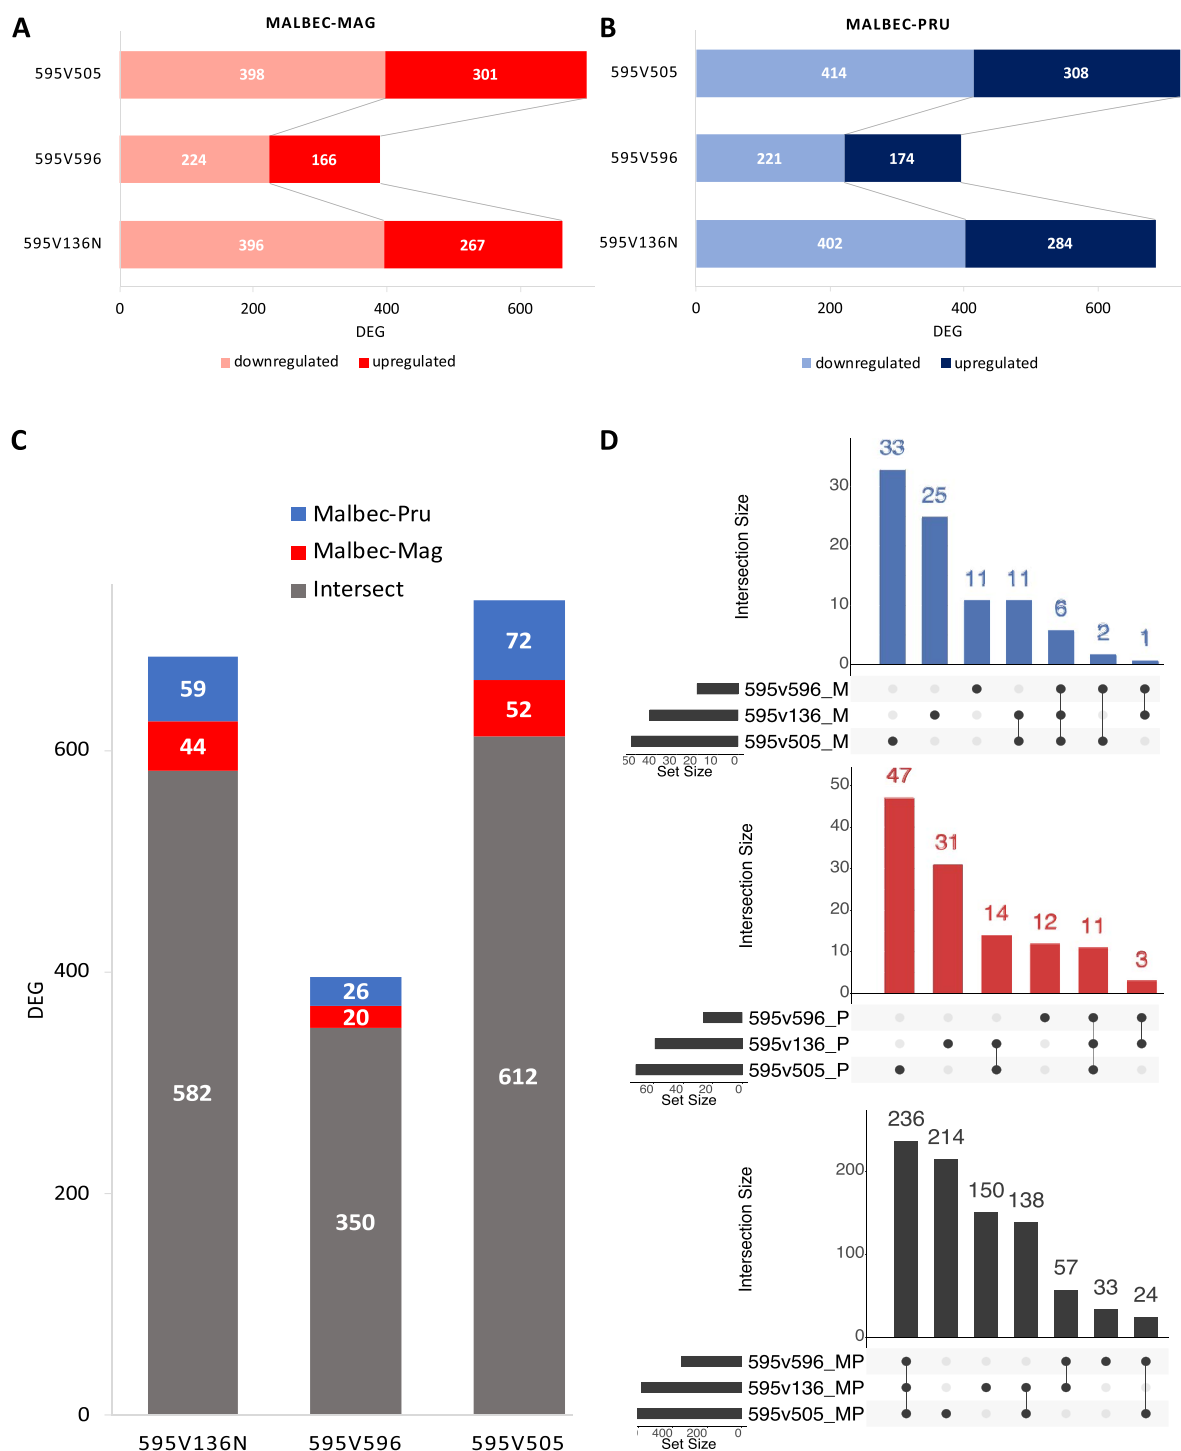 A
MALBEC-MAG
595V505
398
301
595V596
224
166
595V136N
396
267
0
200
400
600
DEG
downregulated
upregulated
B
MALBEC-PRU
595V505
414
308
595V596
221
174
595V136N
402
284
0
200
400
600
DEG
downregulated
upregulated
C
Malbec-Pru
Malbec-Mag
Intersect
DEG
600
400
200
0
59
44
582
26
20
350
72
52
612
595V136N
595V596
595V505
D
Intersection Size
30
20
10
0
33
25
11
11
6
2
1
595v596_M
595v136_M
595v505_M
50 40 30 20 10 0
Set Size
Intersection Size
50
40
30
20
10
0
47
31
14
12
11
3
595v596_P
595v136_P
595v505_P
60 40 20 0
Set Size
Intersection Size
200
100
0
236
214
150
138
57
33
24
595v596_MP
595v136_MP
595v505_MP
400 200 0
Set Size